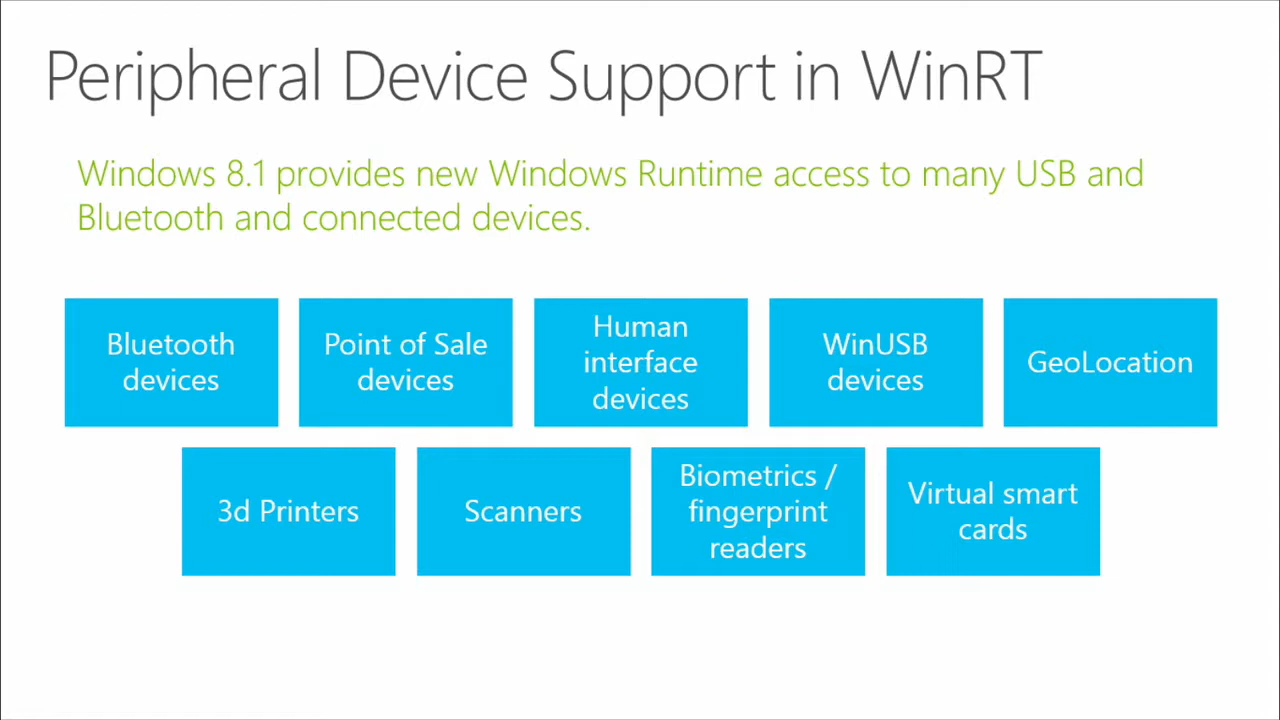 Peripheral Device Support in WinRT
Windows 8.1 provides new Windows Runtime access to many USB and
Bluetooth and connected devices.
Bluetooth
devices
Point of Sale
devices
Human
interface
devices
WinUSB
devices
GeoLocation
3d Printers
Scanners
Biometrics /
fingerprint
readers
Virtual smart
cards